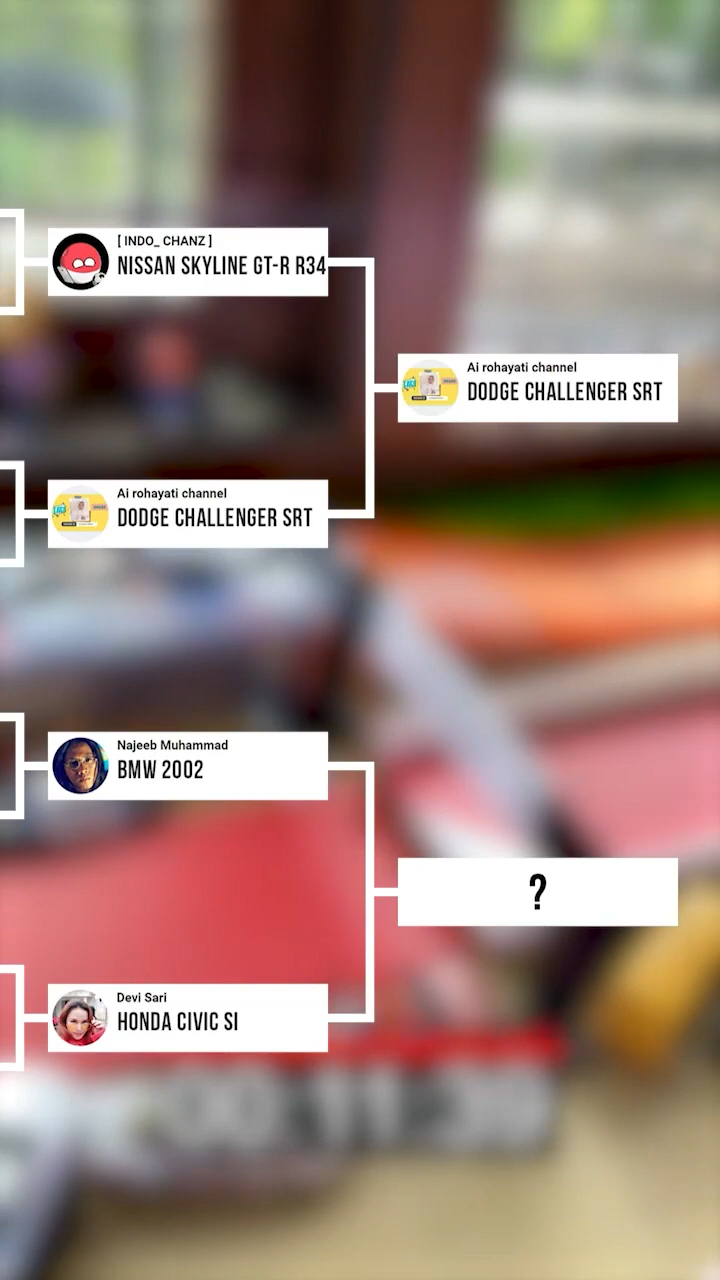 [ INDO_ CHANZ ]
NISSAN SKYLINE GT-R R34
Ai rohayati channel
DODGE CHALLENGER SRT
Ai rohayati channel
DODGE CHALLENGER SRT
Najeeb Muhammad
BMW 2002
?
Devi Sari
HONDA CIVIC SI